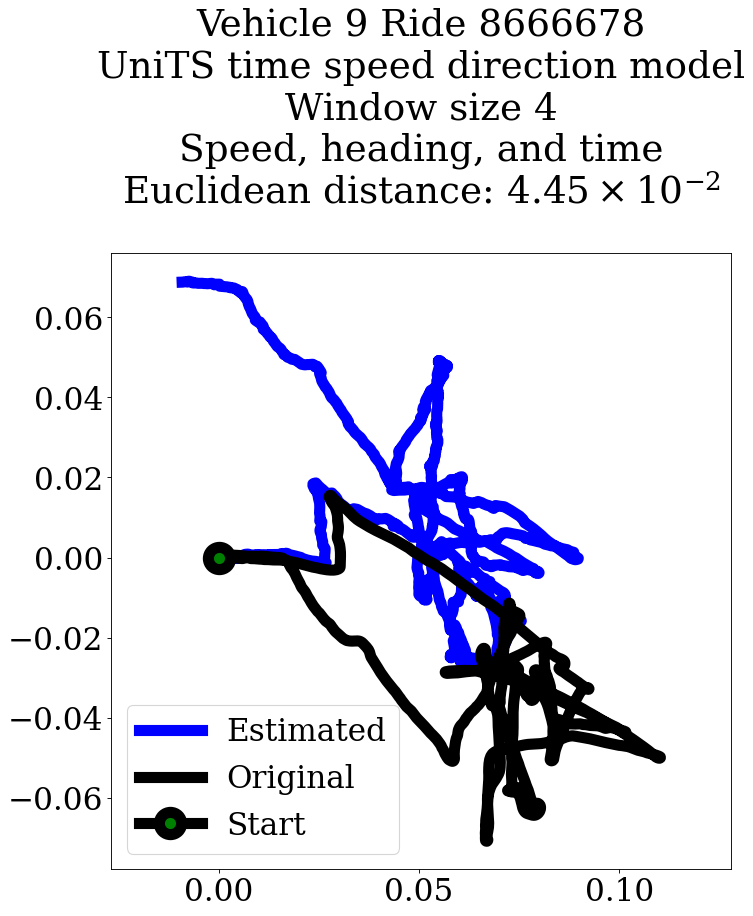 Vehicle 9 Ride 8666678
UniTS time speed direction model
Window size 4
Speed, heading, and time
Euclidean distance: 4.45 × 10⁻²
0.06
0.04
0.02
0.00
−0.02
−0.04
−0.06
Estimated
Original
Start
0.00 0.05 0.10